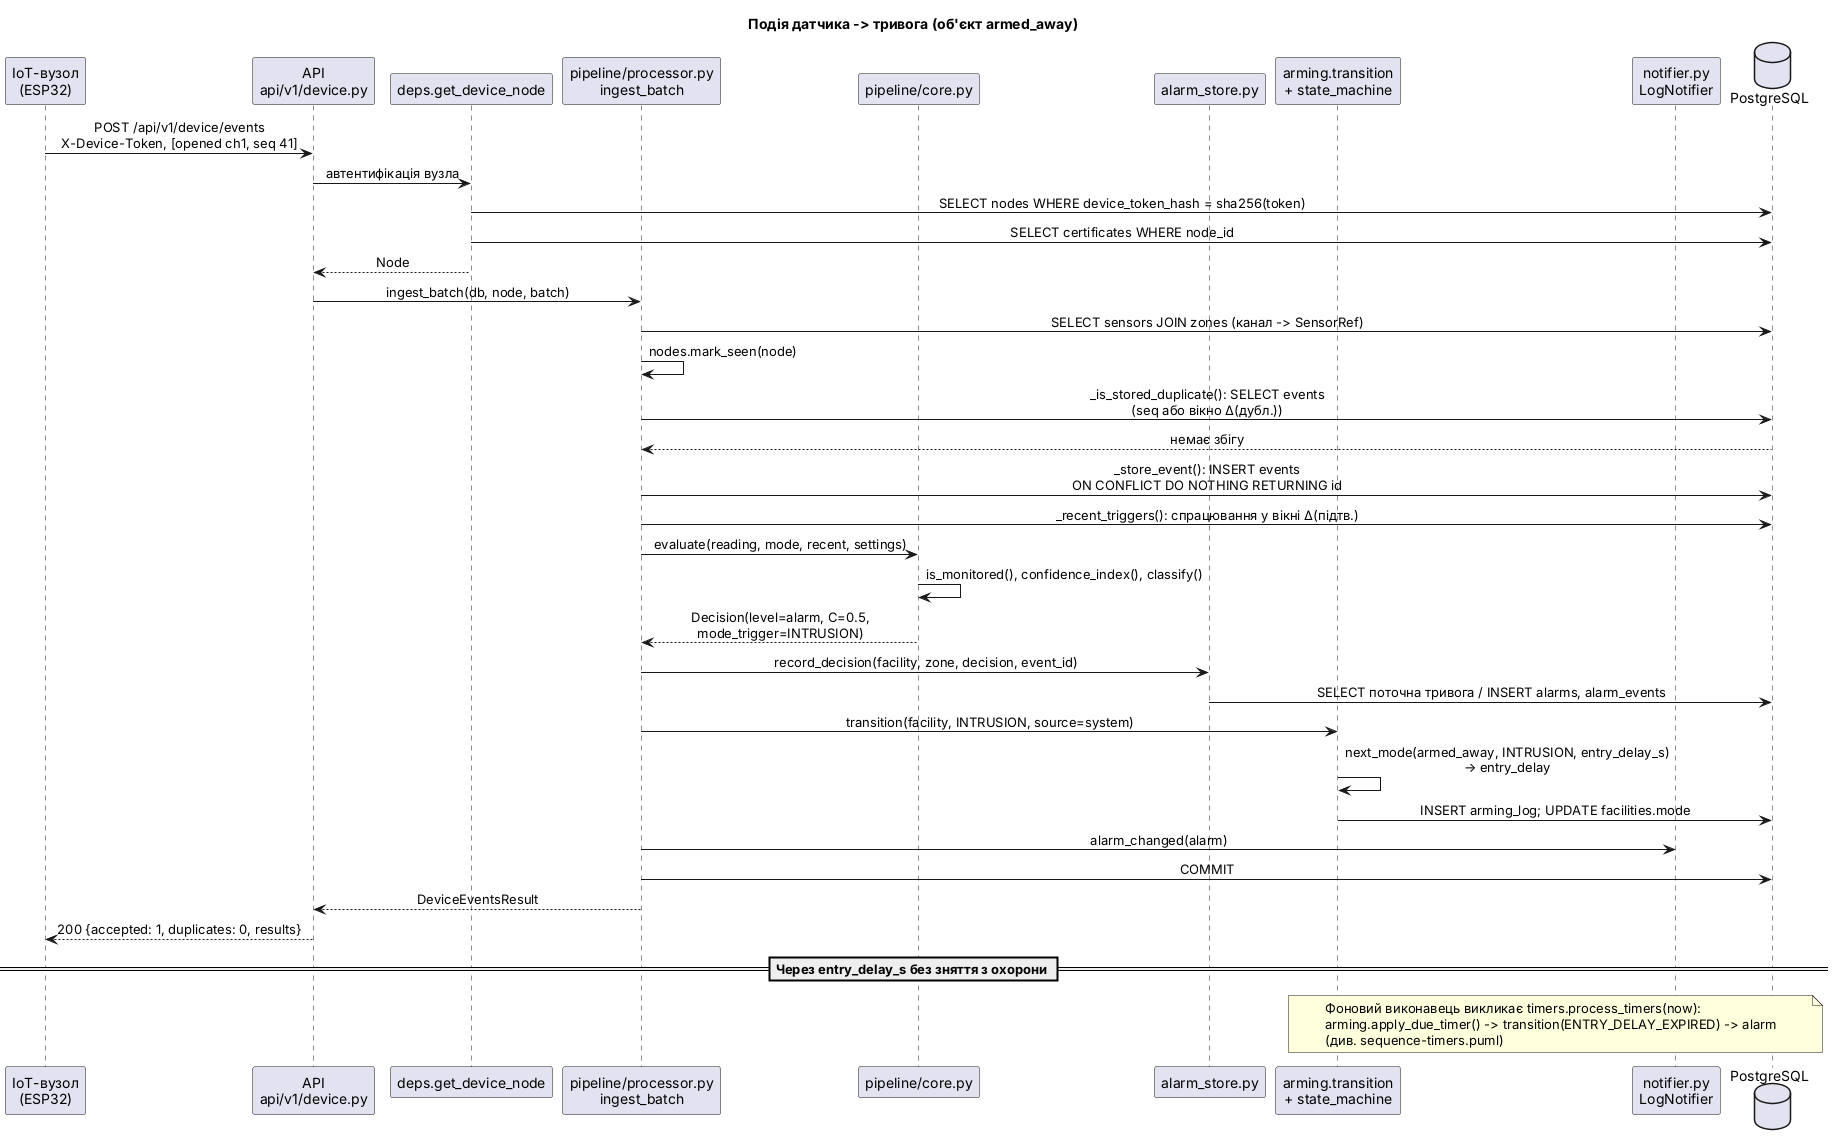 Подія датчика -> тривога (об'єкт armed_away)
IoT-вузол
(ESP32)
API
api/v1/device.py
deps.get_device_node
pipeline/processor.py
ingest_batch
pipeline/core.py
alarm_store.py
arming.transition
+ state_machine
notifier.py
LogNotifier
PostgreSQL
POST /api/v1/device/events
X-Device-Token, [opened ch1, seq 41]
автентифікація вузла
SELECT nodes WHERE device_token_hash = sha256(token)
SELECT certificates WHERE node_id
Node
ingest_batch(db, node, batch)
SELECT sensors JOIN zones (канал -> SensorRef)
nodes.mark_seen(node)
_is_stored_duplicate(): SELECT events
(seq або вікно Δ(дубл.))
немає збігу
_store_event(): INSERT events
ON CONFLICT DO NOTHING RETURNING id
_recent_triggers(): спрацювання у вікні Δ(підтв.)
evaluate(reading, mode, recent, settings)
is_monitored(), confidence_index(), classify()
Decision(level=alarm, C=0.5,
mode_trigger=INTRUSION)
record_decision(facility, zone, decision, event_id)
SELECT поточна тривога / INSERT alarms, alarm_events
transition(facility, INTRUSION, source=system)
next_mode(armed_away, INTRUSION, entry_delay_s)
→ entry_delay
INSERT arming_log; UPDATE facilities.mode
alarm_changed(alarm)
COMMIT
DeviceEventsResult
200 {accepted: 1, duplicates: 0, results}
Через entry_delay_s без зняття з охорони
Фоновий виконавець викликає timers.process_timers(now):
arming.apply_due_timer() -> transition(ENTRY_DELAY_EXPIRED) -> alarm
(див. sequence-timers.puml)
IoT-вузол
(ESP32)
API
api/v1/device.py
deps.get_device_node
pipeline/processor.py
ingest_batch
pipeline/core.py
alarm_store.py
arming.transition
+ state_machine
notifier.py
LogNotifier
PostgreSQL